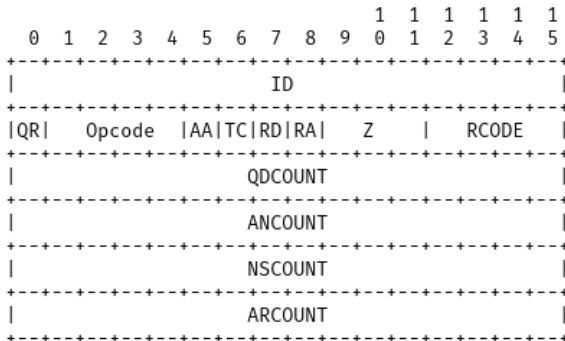 1  1  1  1  1  1
  0  1  2  3  4  5  6  7  8  9  0  1  2  3  4  5
+--+--+--+--+--+--+--+--+--+--+--+--+--+--+--+--+
|                      ID                       |
+--+--+--+--+--+--+--+--+--+--+--+--+--+--+--+--+
|QR|   Opcode  |AA|TC|RD|RA|   Z    |   RCODE   |
+--+--+--+--+--+--+--+--+--+--+--+--+--+--+--+--+
|                    QDCOUNT                    |
+--+--+--+--+--+--+--+--+--+--+--+--+--+--+--+--+
|                    ANCOUNT                    |
+--+--+--+--+--+--+--+--+--+--+--+--+--+--+--+--+
|                    NSCOUNT                    |
+--+--+--+--+--+--+--+--+--+--+--+--+--+--+--+--+
|                    ARCOUNT                    |
+--+--+--+--+--+--+--+--+--+--+--+--+--+--+--+--+